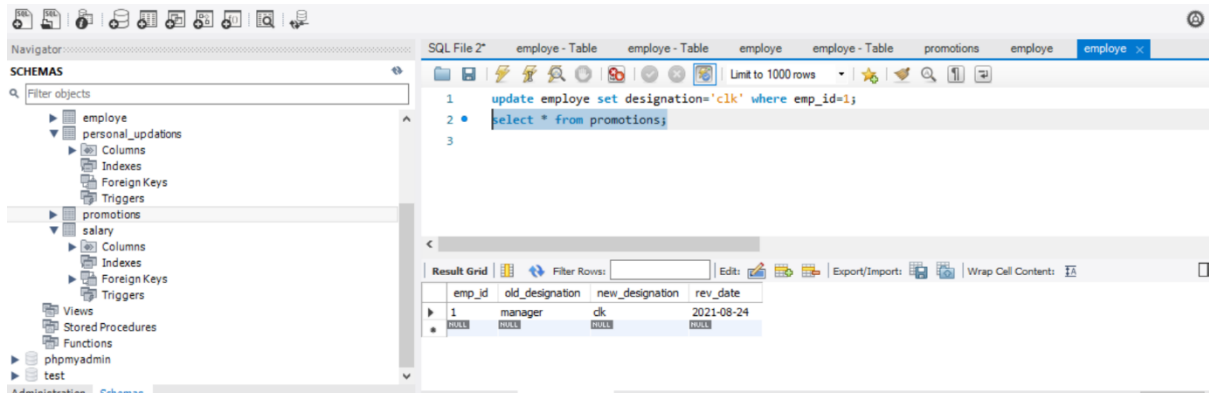 Navigator
SCHEMAS
Filter objects
employe
personal_updations
Columns
Indexes
Foreign Keys
Triggers
promotions
salary
Columns
Indexes
Foreign Keys
Triggers
Views
Stored Procedures
Functions
phpmyadmin
test
Administration Schemas
SQL File 2* employe - Table employe - Table employe employe - Table promotions employe employe
Limit to 1000 rows
1 update employe set designation='clk' where emp_id=1;
2 select * from promotions;
3
Result Grid Filter Rows: Edit: Export/Import: Wrap Cell Content:
emp_id old_designation new_designation rev_date
1 manager clk 2021-08-24
NULL NULL NULL NULL